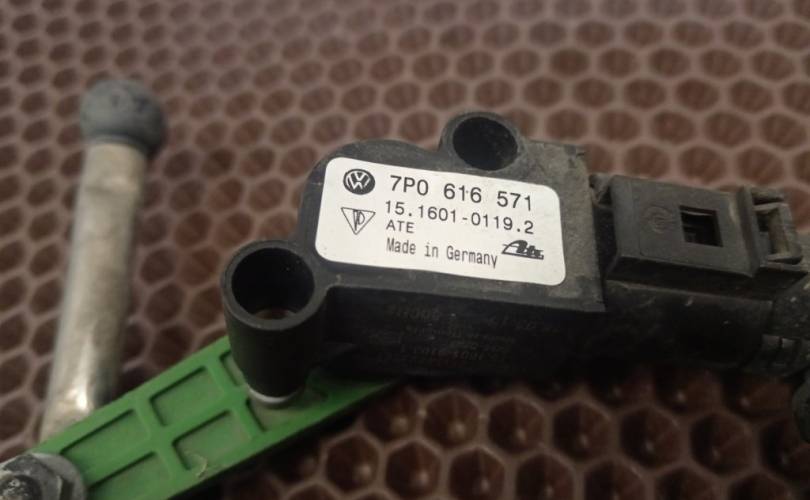 7P0 616 571
15.1601-0119.2
ATE
Made in Germany
Ate